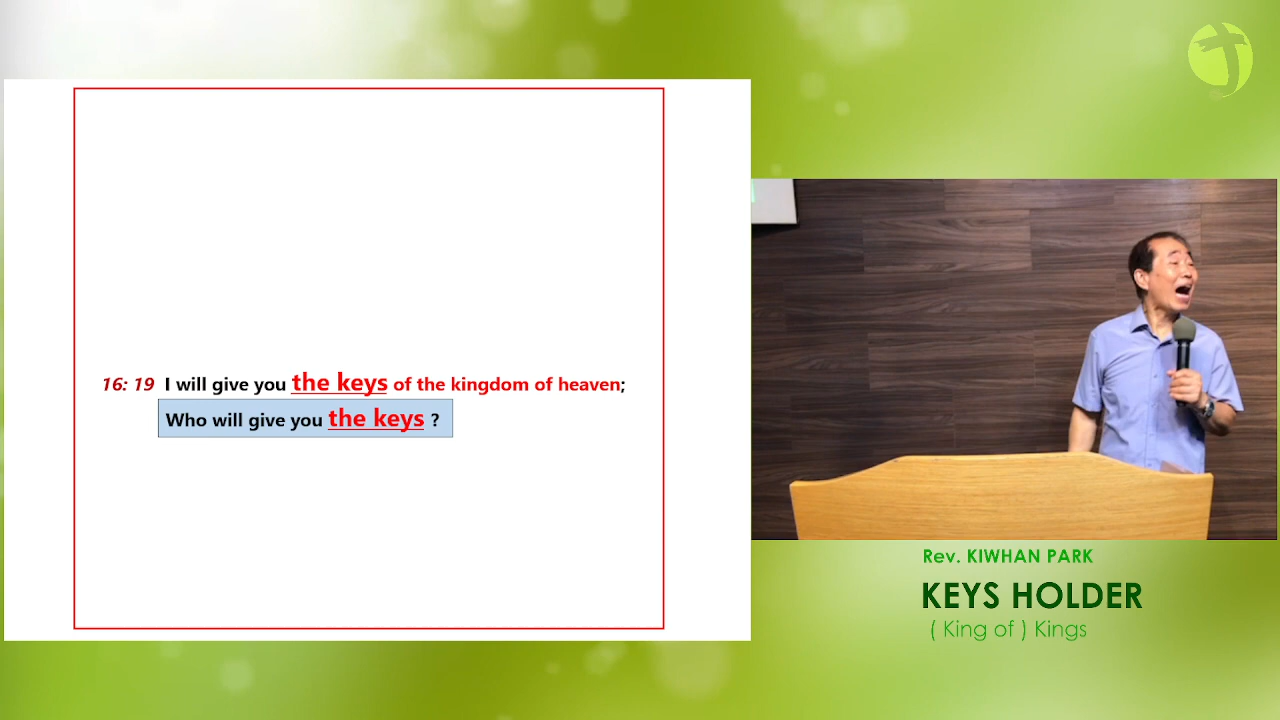 16: 19 I will give you the keys of the kingdom of heaven;
Who will give you the keys ?
Rev. KIWHAN PARK
KEYS HOLDER
( King of ) Kings